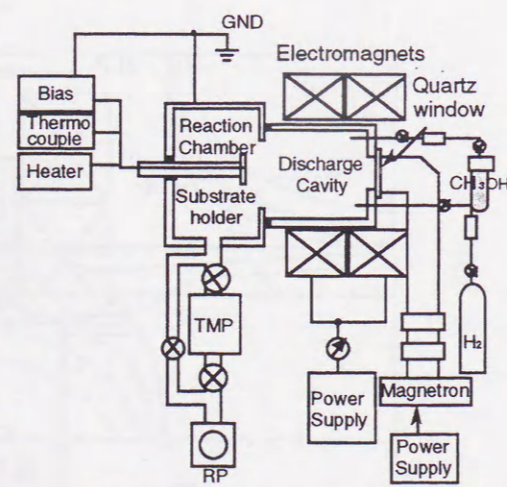 GND
Electromagnets
Quartz
window
Bias
Thermo
couple
Heater
Reaction
Chamber
Substrate
holder
Discharge
Cavity
CH₃OH
TMP
RP
H₂
Magnetron
Power
Supply
Power
Supply